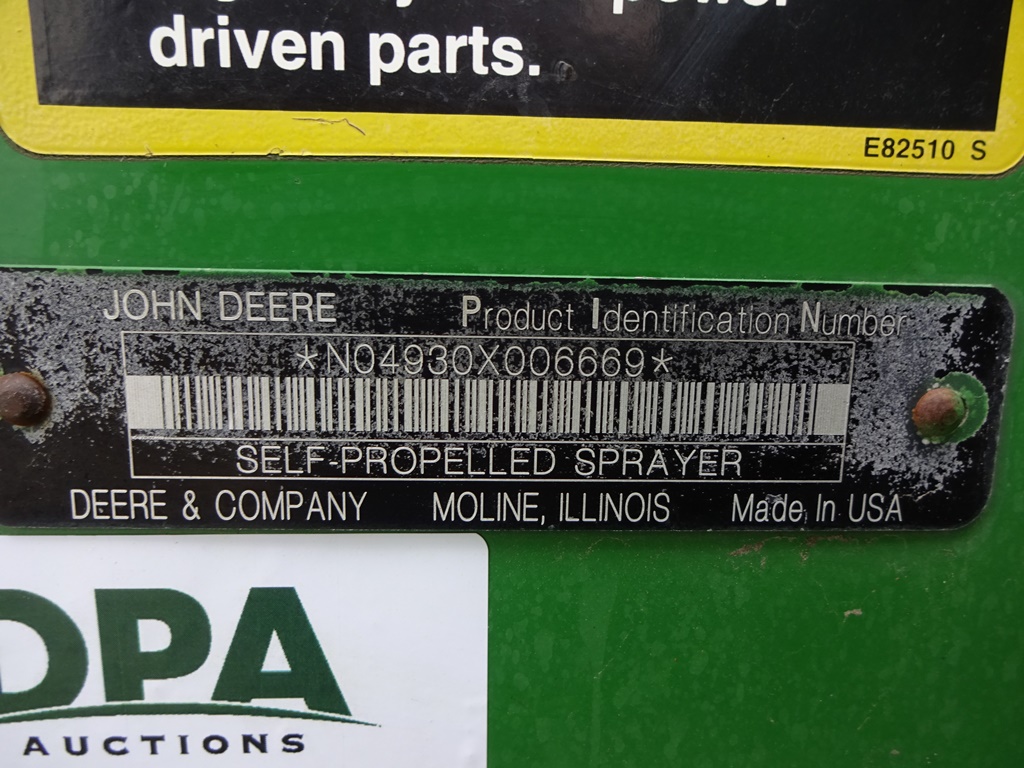 power
driven parts.
E82510 S
JOHN DEERE Product Identification Number
*N04930X006669*
SELF-PROPELLED SPRAYER
DEERE & COMPANY MOLINE, ILLINOIS Made In USA
DPA
AUCTIONS